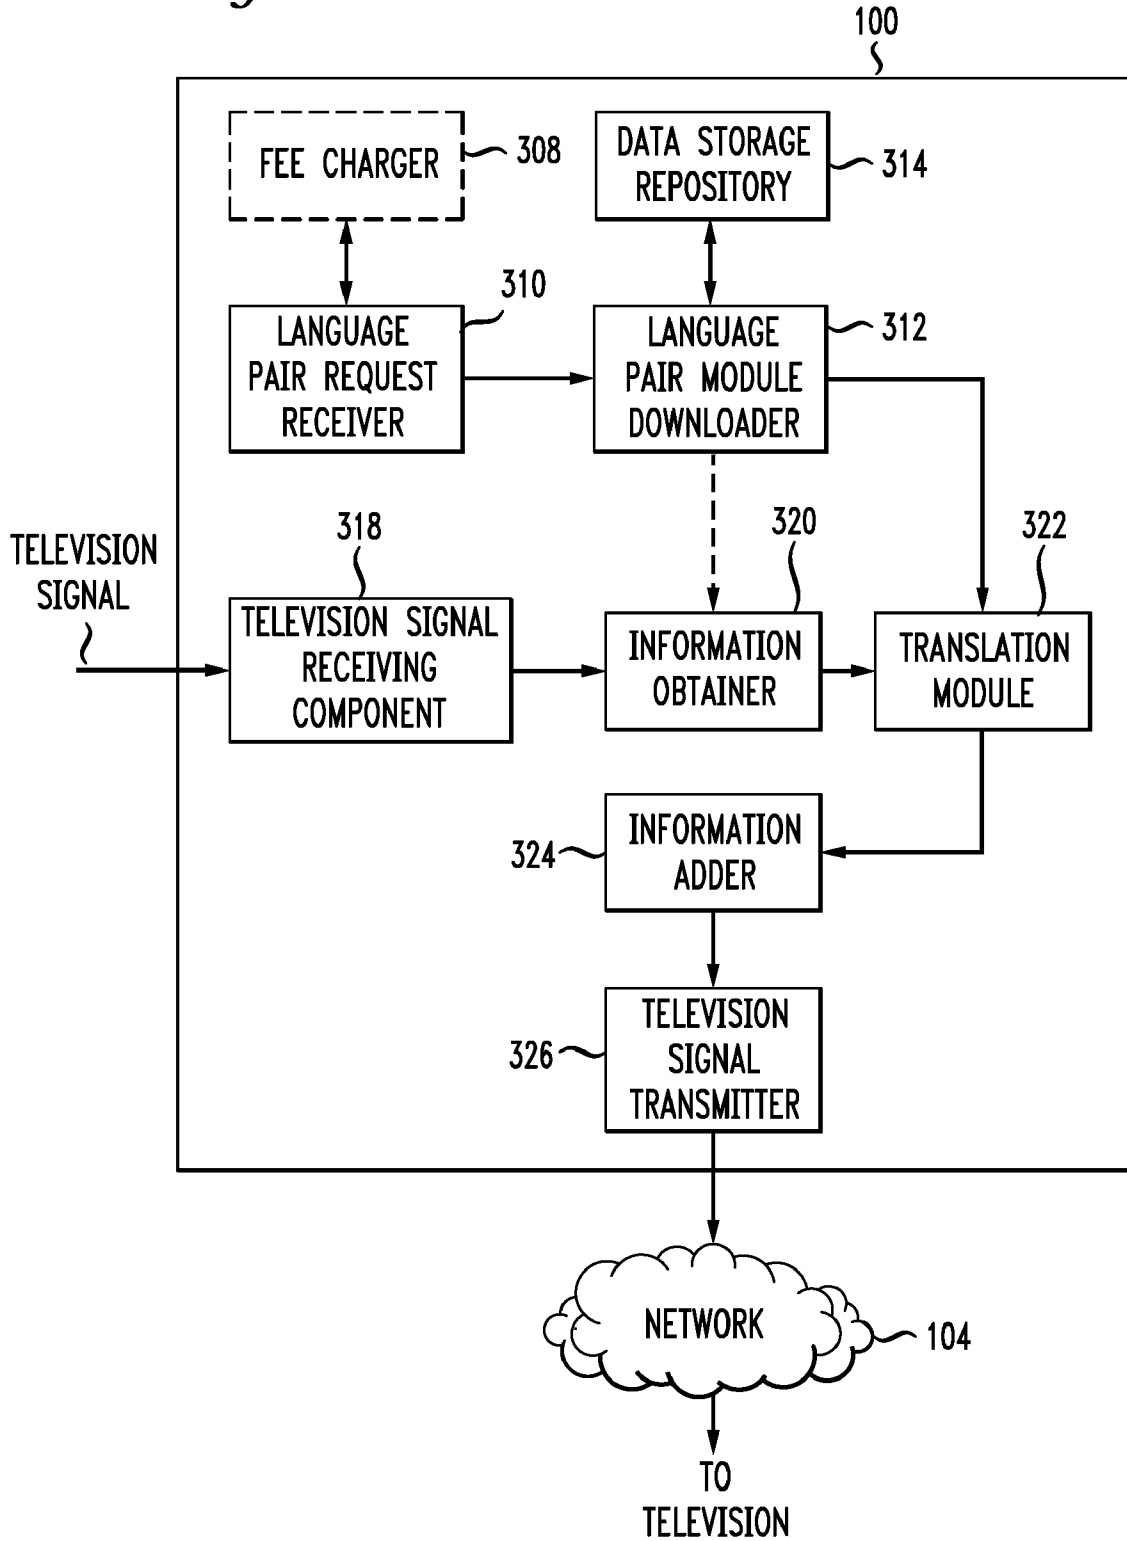 100
FEE CHARGER
308
DATA STORAGE
REPOSITORY
314
310
LANGUAGE
PAIR REQUEST
RECEIVER
LANGUAGE
PAIR MODULE
DOWNLOADER
312
TELEVISION
SIGNAL
318
TELEVISION SIGNAL
RECEIVING
COMPONENT
320
INFORMATION
OBTAINER
322
TRANSLATION
MODULE
324
INFORMATION
ADDER
326
TELEVISION
SIGNAL
TRANSMITTER
NETWORK
104
TO
TELEVISION